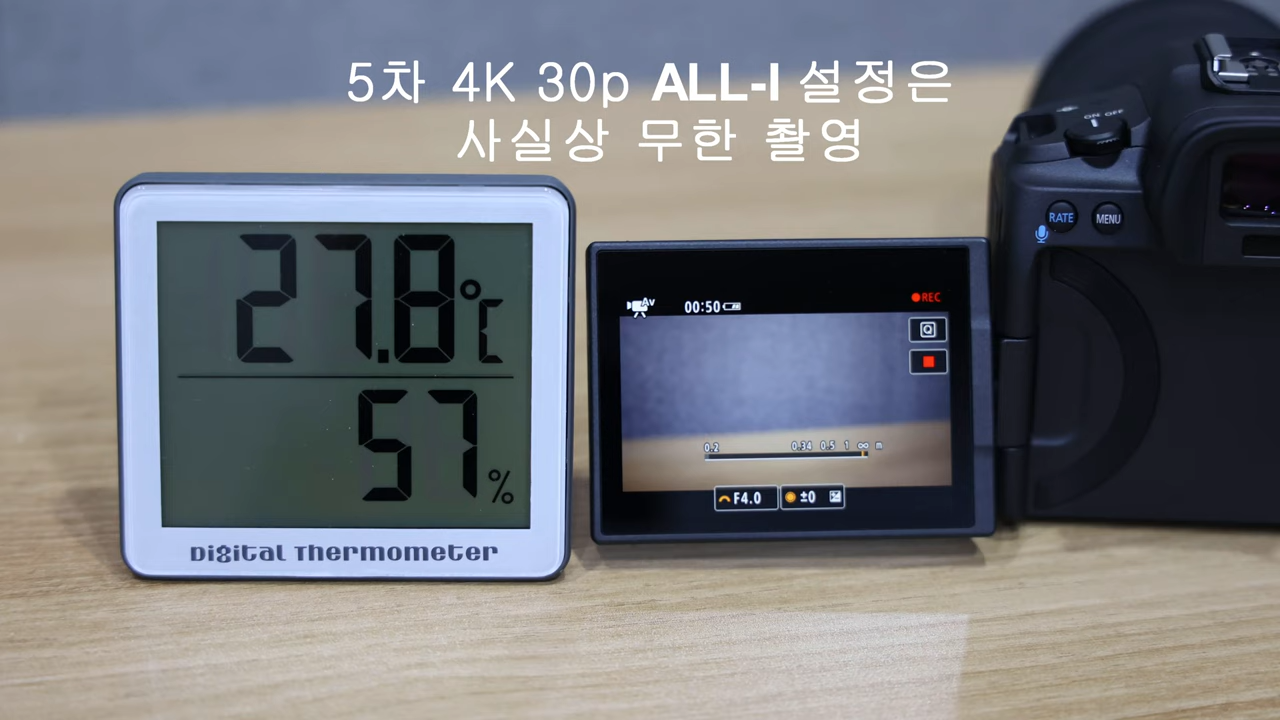 5차 4K 30p ALL-I 설정은
사실상 무한 촬영
27.8℃
57%
Digital Thermometer
Av
00:50
REC
Q
0.2 0.34 0.5 1 ∞ m
F4.0 ±0
ON OFF
RATE MENU